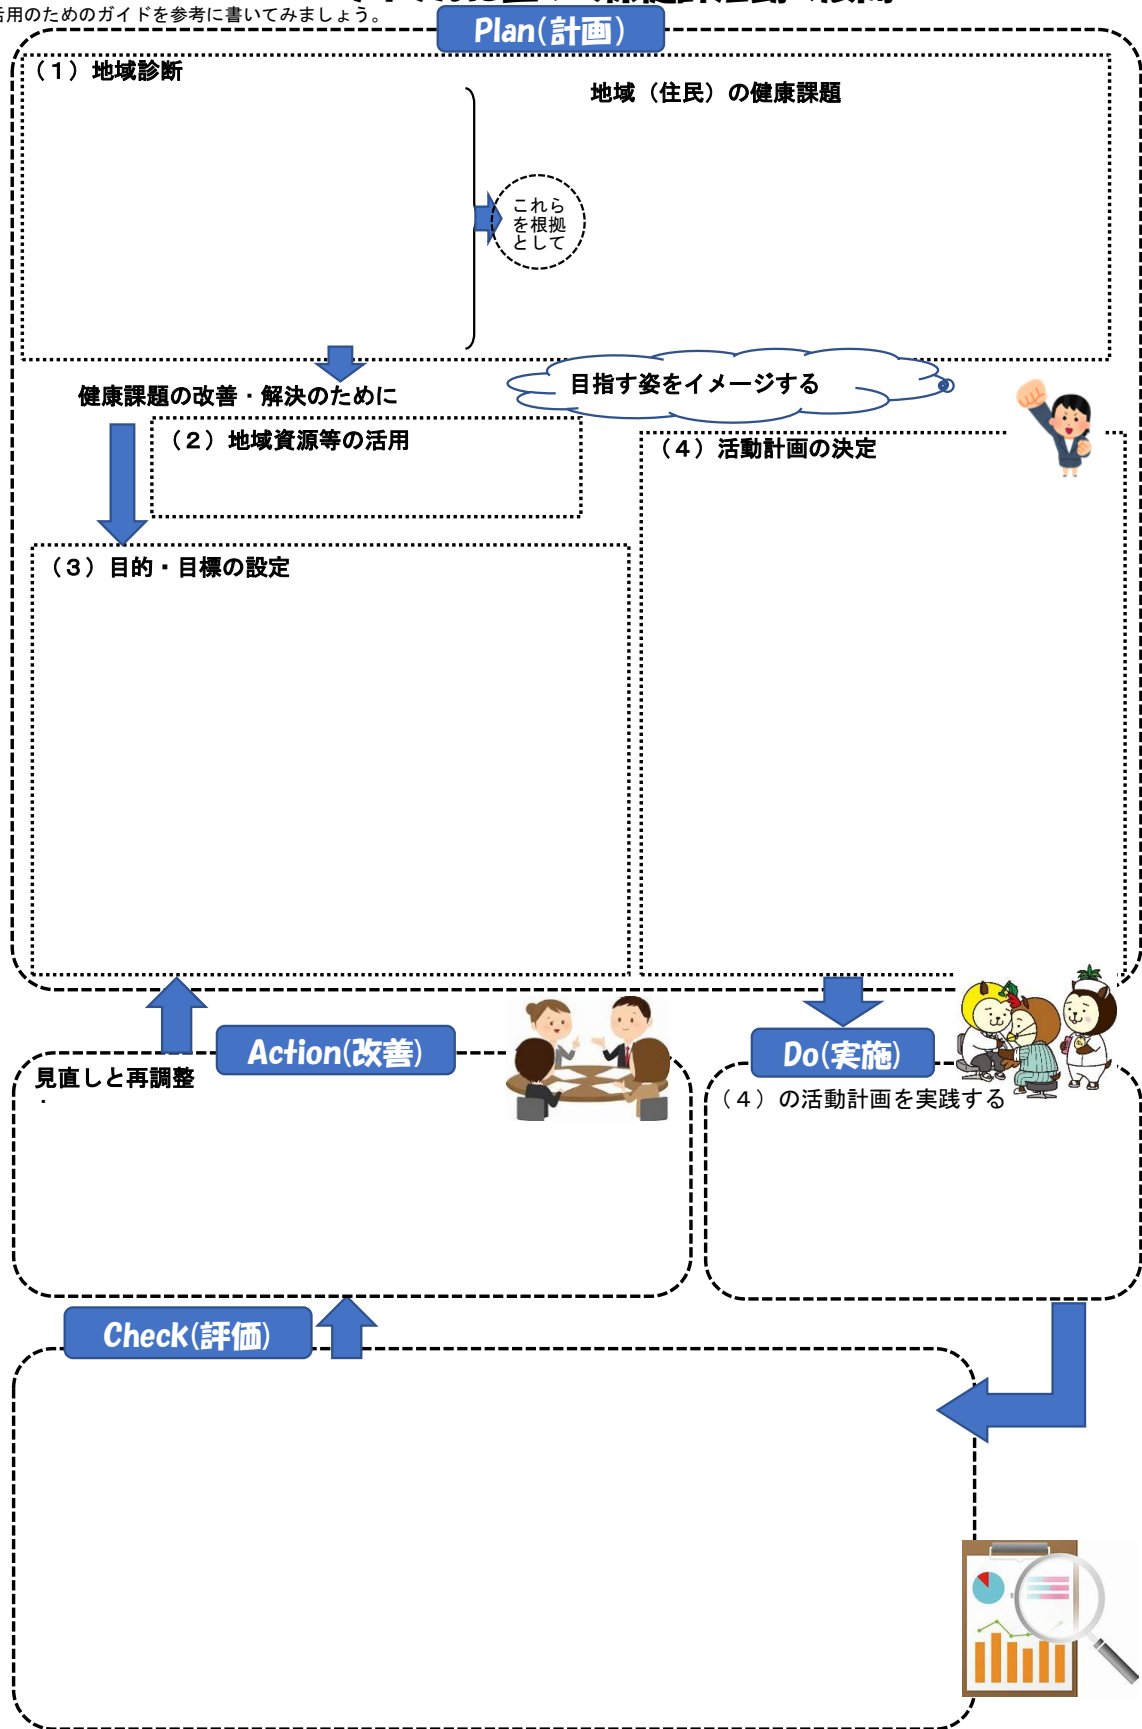 活用のためのガイドを参考に書いてみましょう。
Plan(計画)
（１）地域診断
地域（住民）の健康課題
これら
を根拠
として
健康課題の改善・解決のために
目指す姿をイメージする
（２）地域資源等の活用
（４）活動計画の決定
（３）目的・目標の設定
Action(改善)
見直しと再調整
・
Do(実施)
（４）の活動計画を実践する
Check(評価)